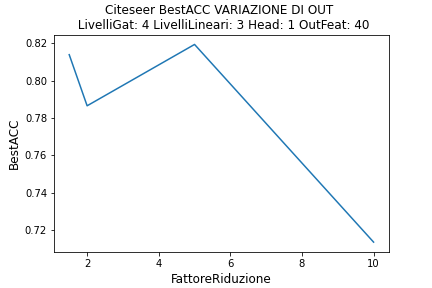 Citeseer BestACC VARIAZIONE DI OUT
LivelliGat: 4 LivelliLineari: 3 Head: 1 OutFeat: 40
0.82
0.80
0.78
0.76
0.74
0.72
BestACC
2 4 6 8 10
FattoreRiduzione